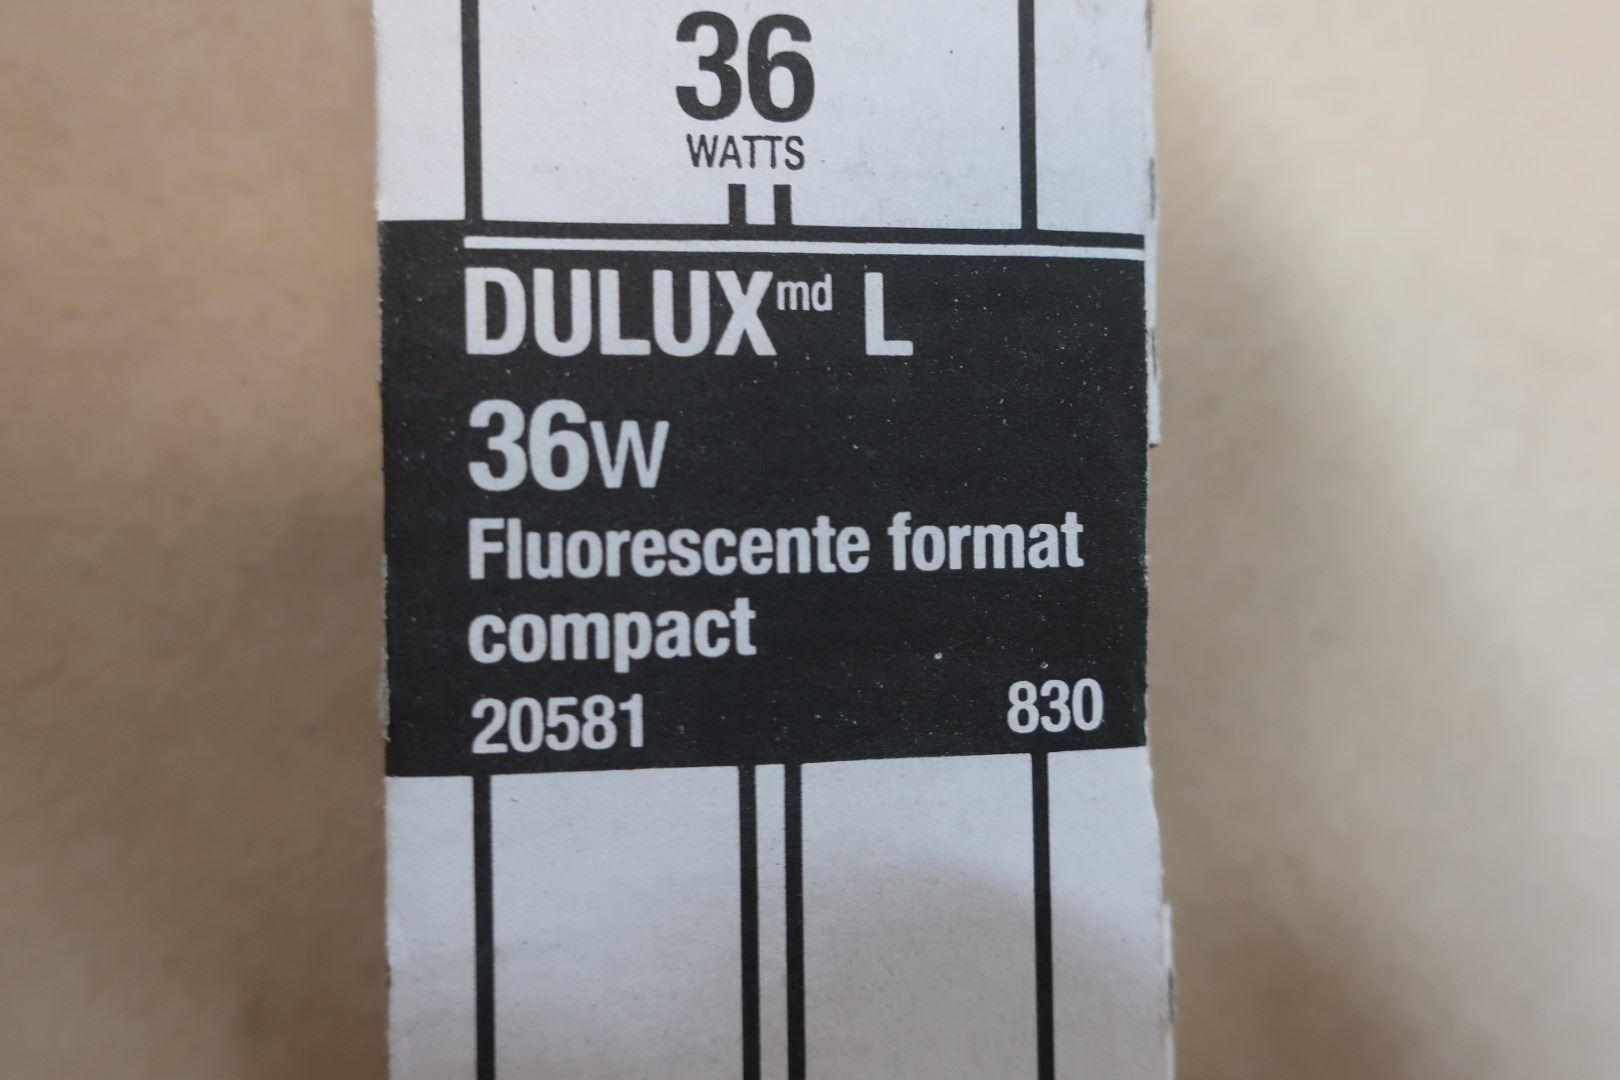 36
WATTS
DULUXmd L
36W
Fluorescente format
compact
20581 830